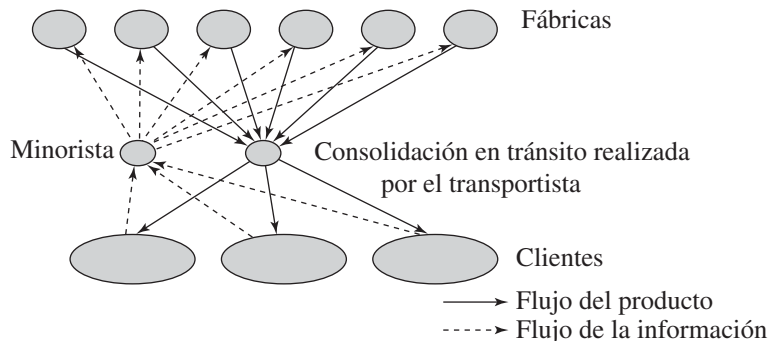 Fábricas
Minorista
Consolidación en tránsito realizada
por el transportista
Clientes
Flujo del producto
Flujo de la información